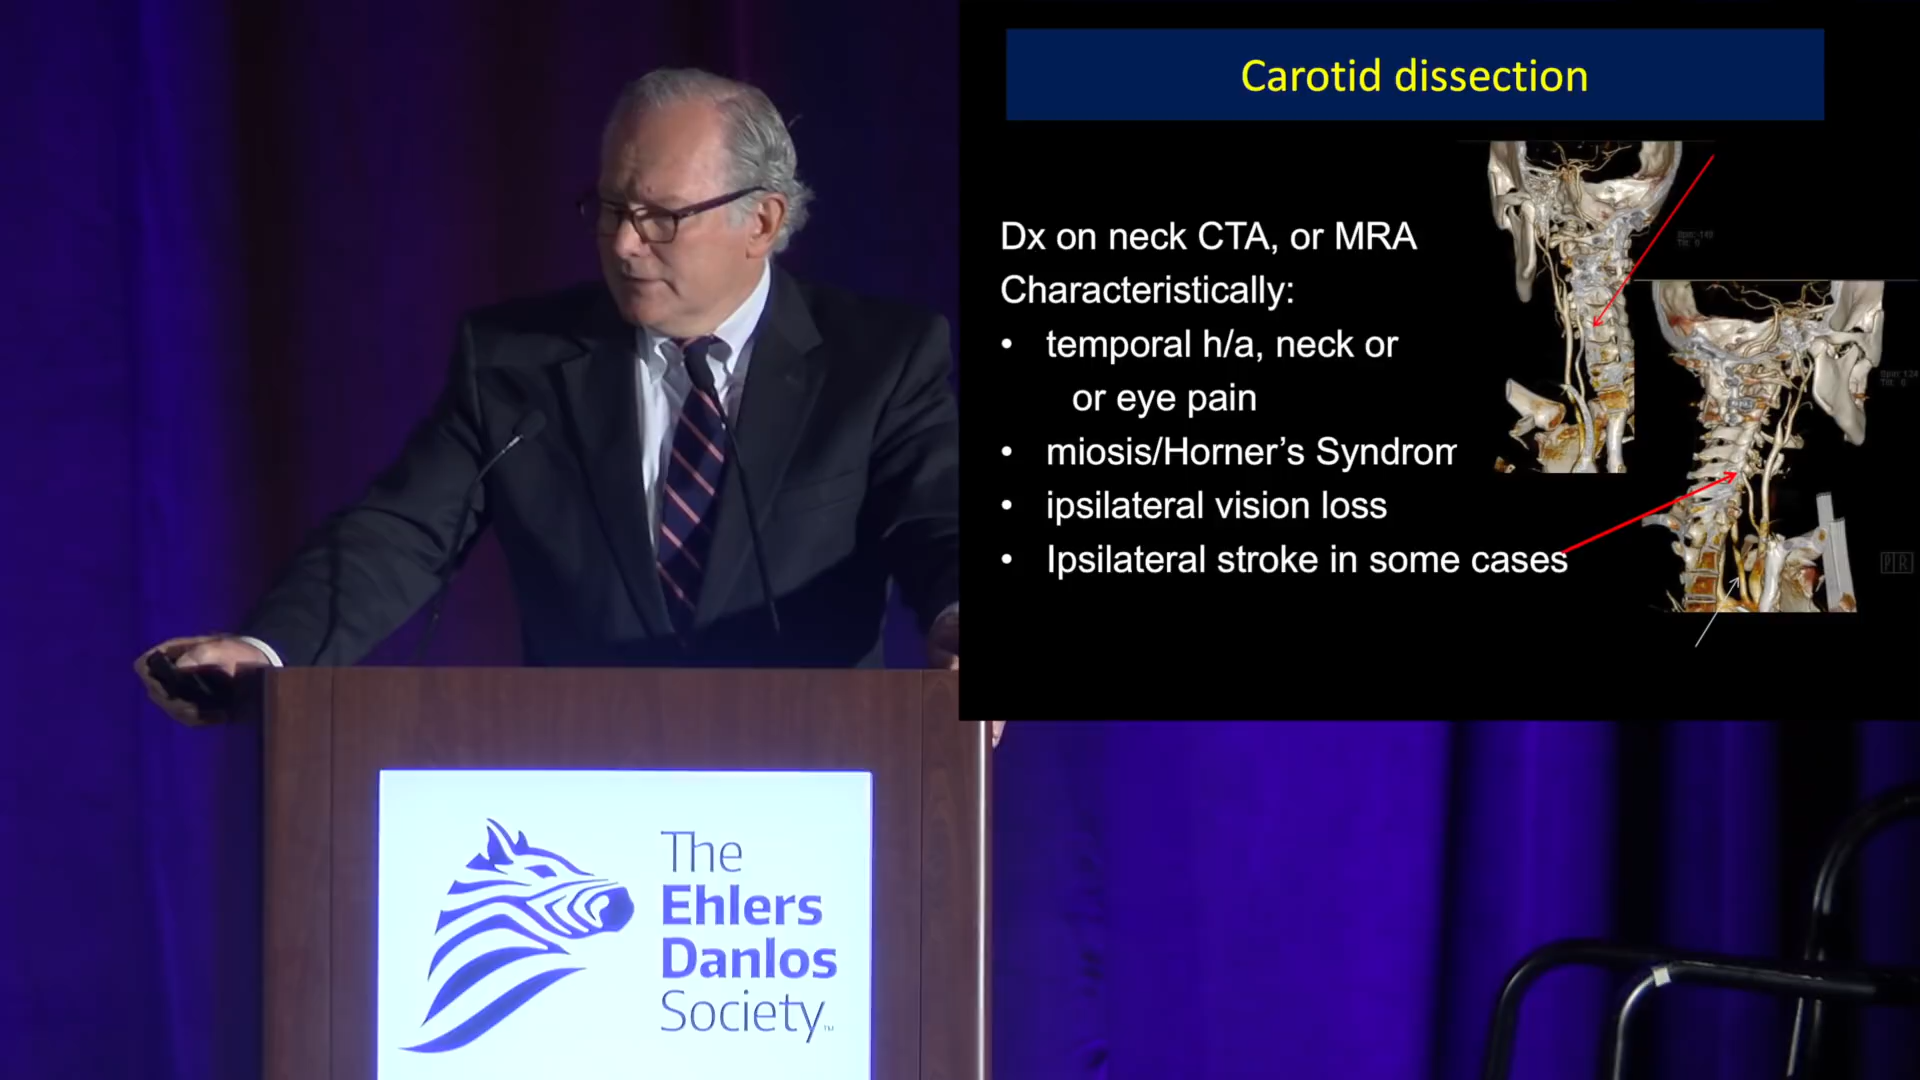 Carotid dissection
Dx on neck CTA, or MRA
Characteristically:
• temporal h/a, neck or
or eye pain
• miosis/Horner's Syndrom
• ipsilateral vision loss
• Ipsilateral stroke in some cases
The
Ehlers
Danlos
Society™